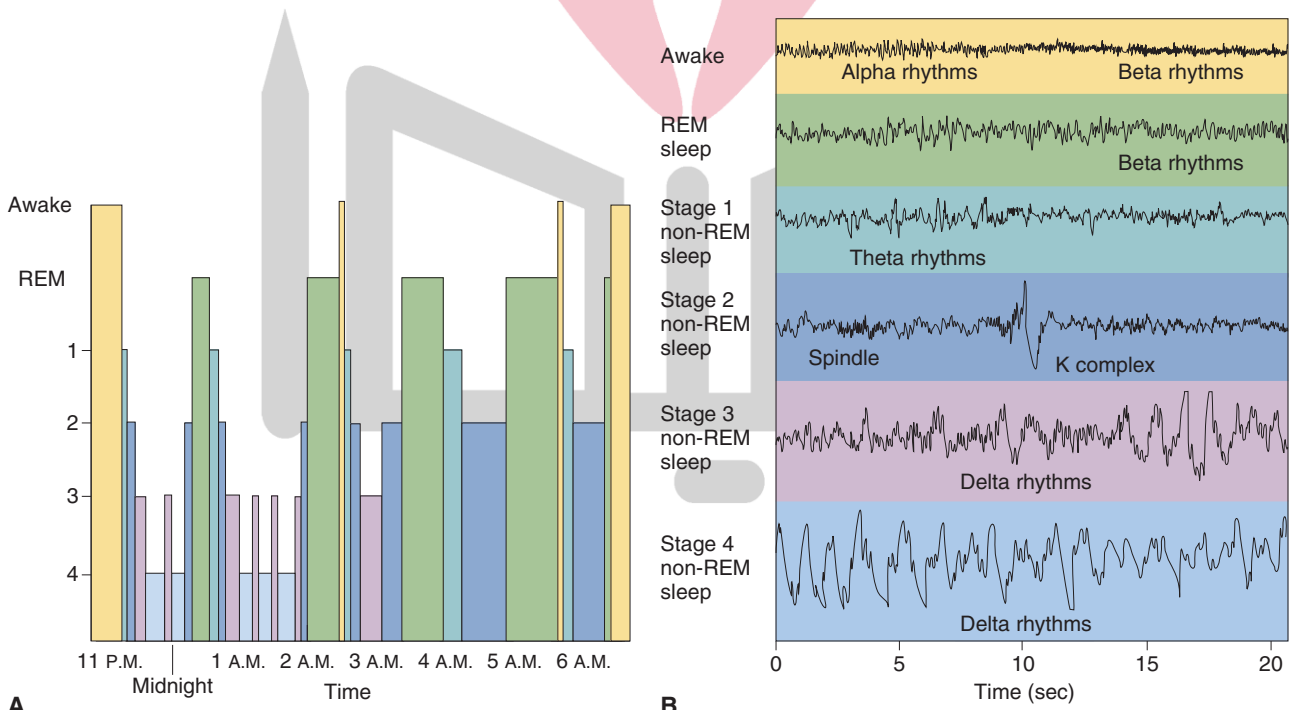 Awake
REM
1
2
3
4
11 P.M.
Midnight
1 A.M.
2 A.M.
3 A.M.
4 A.M.
5 A.M.
6 A.M.
Time
A
Awake
Alpha rhythms
Beta rhythms
REM
sleep
Beta rhythms
Stage 1
non-REM
sleep
Theta rhythms
Stage 2
non-REM
sleep
Spindle
K complex
Stage 3
non-REM
sleep
Delta rhythms
Stage 4
non-REM
sleep
Delta rhythms
0
5
10
15
20
Time (sec)
B